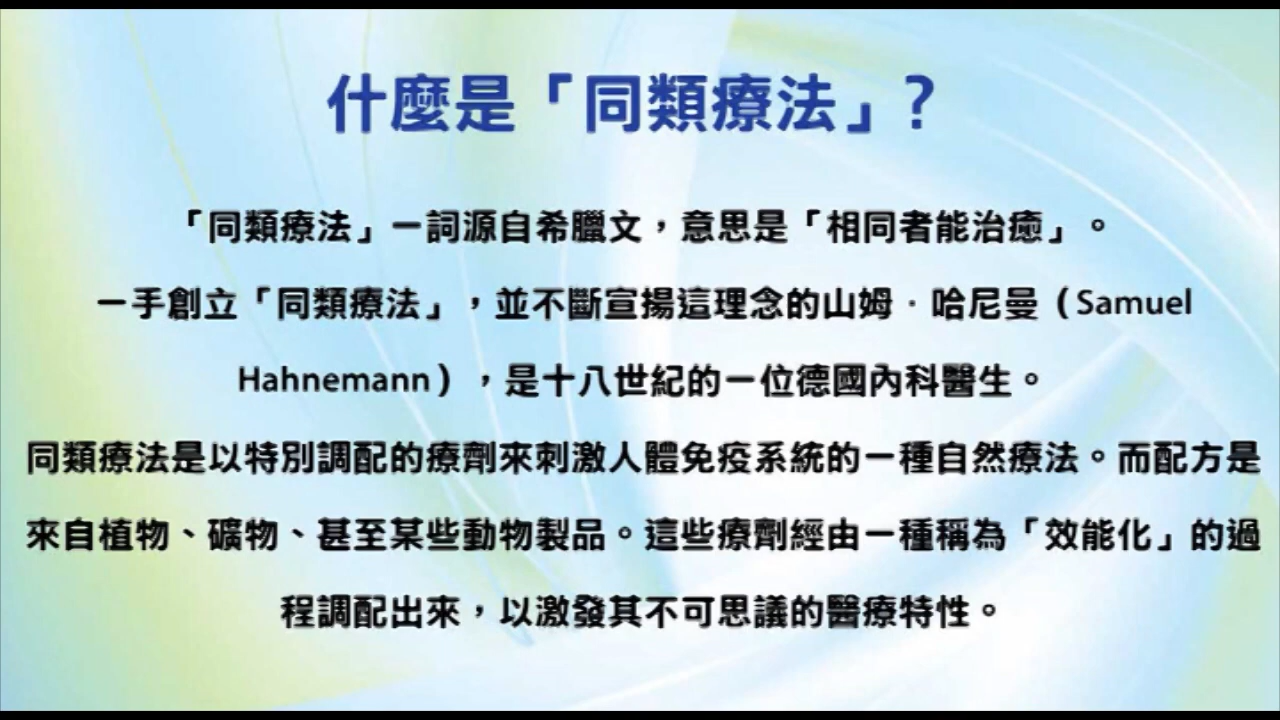 什麼是「同類療法」?
「同類療法」一詞源自希臘文，意思是「相同者能治癒」。
一手創立「同類療法」，並不斷宣揚這理念的山姆．哈尼曼（Samuel
Hahnemann），是十八世紀的一位德國內科醫生。
同類療法是以特別調配的療劑來刺激人體免疫系統的一種自然療法。而配方是
來自植物、礦物、甚至某些動物製品。這些療劑經由一種稱為「效能化」的過
程調配出來，以激發其不可思議的醫療特性。